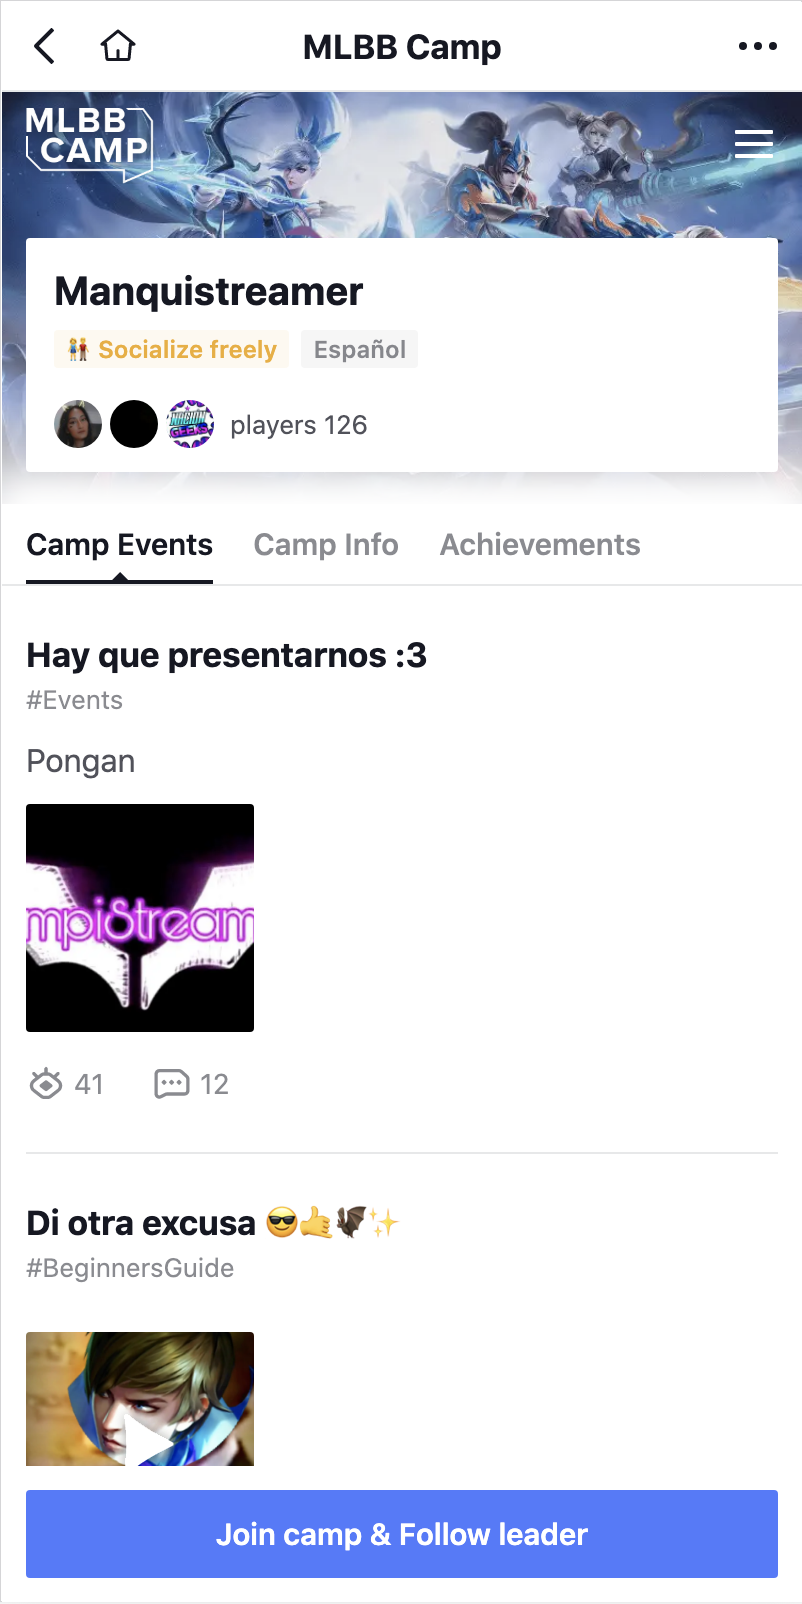 MLBB Camp
MLBB
CAMP
Manquistreamer
Socialize freely
Español
GEEKS
players 126
Camp Events
Camp Info
Achievements
Hay que presentarnos :3
#Events
Pongan
mpiStream
41
12
Di otra excusa 😎🤙🦇✨
#BeginnersGuide
Join camp & Follow leader